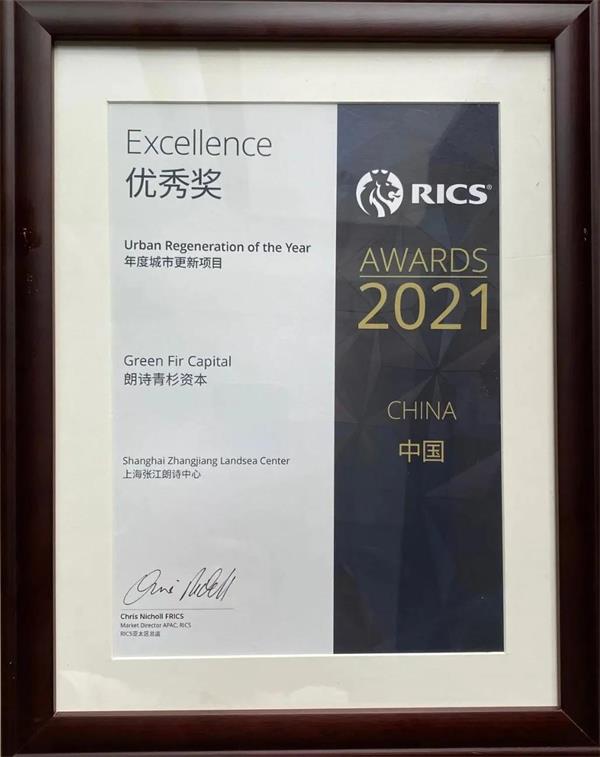 Excellence
优秀奖
Urban Regeneration of the Year
年度城市更新项目
Green Fir Capital
朗诗青杉资本
Shanghai Zhangjiang Landsea Center
上海张江朗诗中心
Chris Nicholl
Chris Nicholl FRICS
Market Director APAC, RICS
RICS亚太区总监
RICS®
AWARDS
2021
CHINA
中国